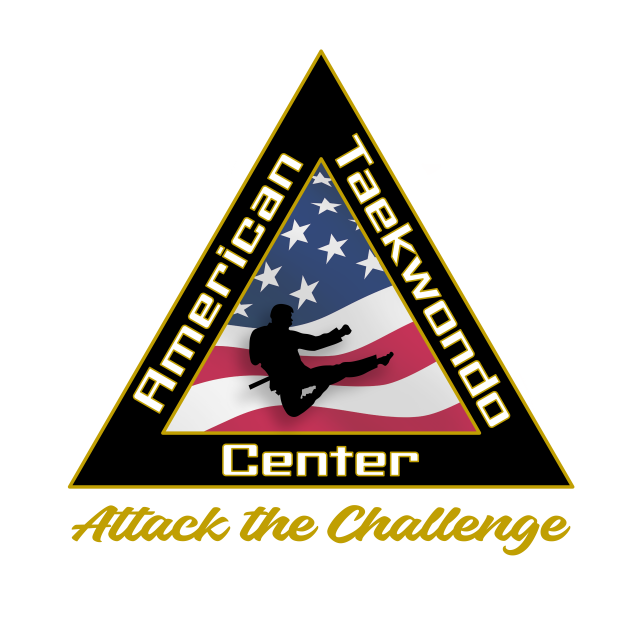 American
Taekwondo
Center
Attack the Challenge